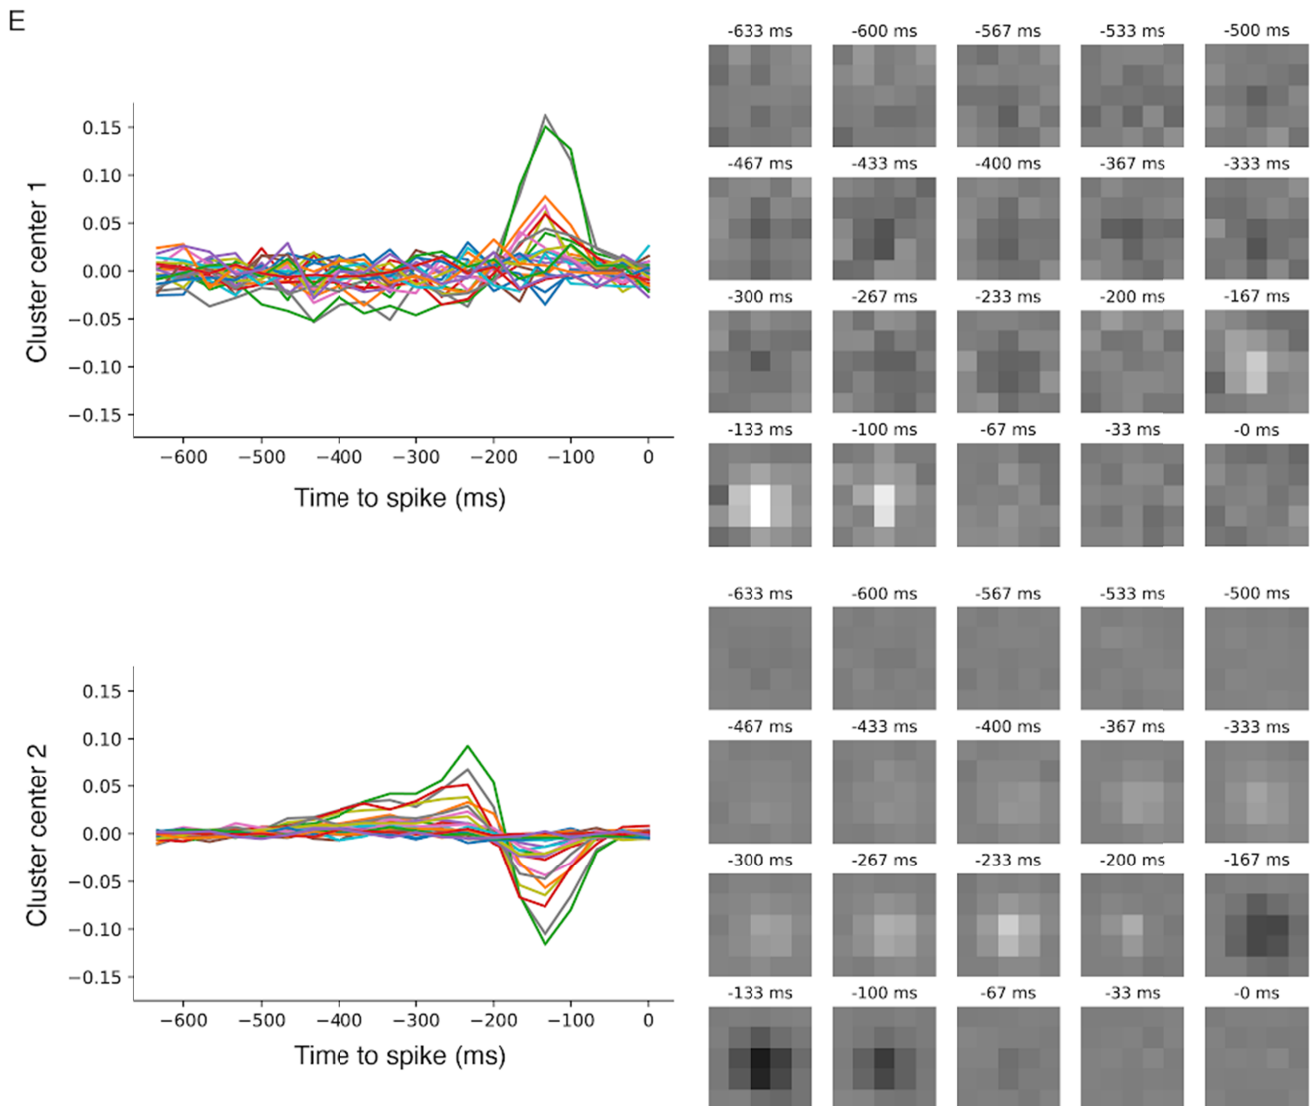 E
-633 ms -600 ms -567 ms -533 ms -500 ms
0.15
0.10
0.05
0.00
−0.05
−0.10
−0.15
Cluster center 1
−600 −500 −400 −300 −200 −100 0
Time to spike (ms)
-467 ms -433 ms -400 ms -367 ms -333 ms
-300 ms -267 ms -233 ms -200 ms -167 ms
-133 ms -100 ms -67 ms -33 ms -0 ms
-633 ms -600 ms -567 ms -533 ms -500 ms
0.15
0.10
0.05
0.00
−0.05
−0.10
−0.15
Cluster center 2
−600 −500 −400 −300 −200 −100 0
Time to spike (ms)
-467 ms -433 ms -400 ms -367 ms -333 ms
-300 ms -267 ms -233 ms -200 ms -167 ms
-133 ms -100 ms -67 ms -33 ms -0 ms